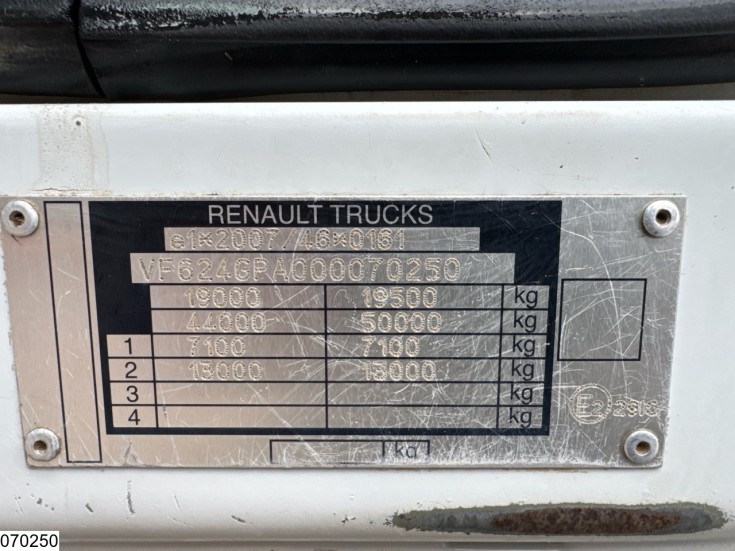 RENAULT TRUCKS
e1*2007/46*0161
VF624GPA000070250
19000 19500 kg
44000 50000 kg
1 7100 7100 kg
2 13000 13000 kg
3 kg
4 kg
kg
E2
070250